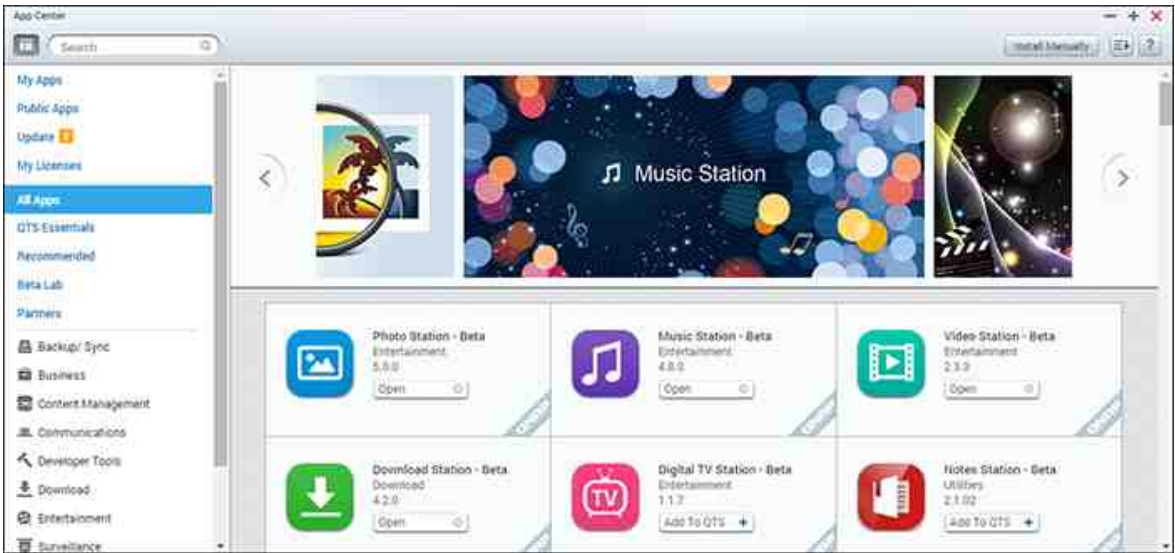 App Center
Search
Install Manually
?
My Apps
Public Apps
Update
My Licenses
All Apps
QTS Essentials
Recommended
Beta Lab
Partners
Backup/ Sync
Business
Content Management
Communications
Developer Tools
Download
Entertainment
Surveillance
Music Station
Photo Station - Beta
Entertainment
5.0.0
Open
Music Station - Beta
Entertainment
4.8.0
Open
Video Station - Beta
Entertainment
2.3.0
Open
Download Station - Beta
Download
4.2.0
Open
TV
Digital TV Station - Beta
Entertainment
1.1.7
Add To QTS +
Notes Station - Beta
Utilities
2.1.02
Add To QTS +